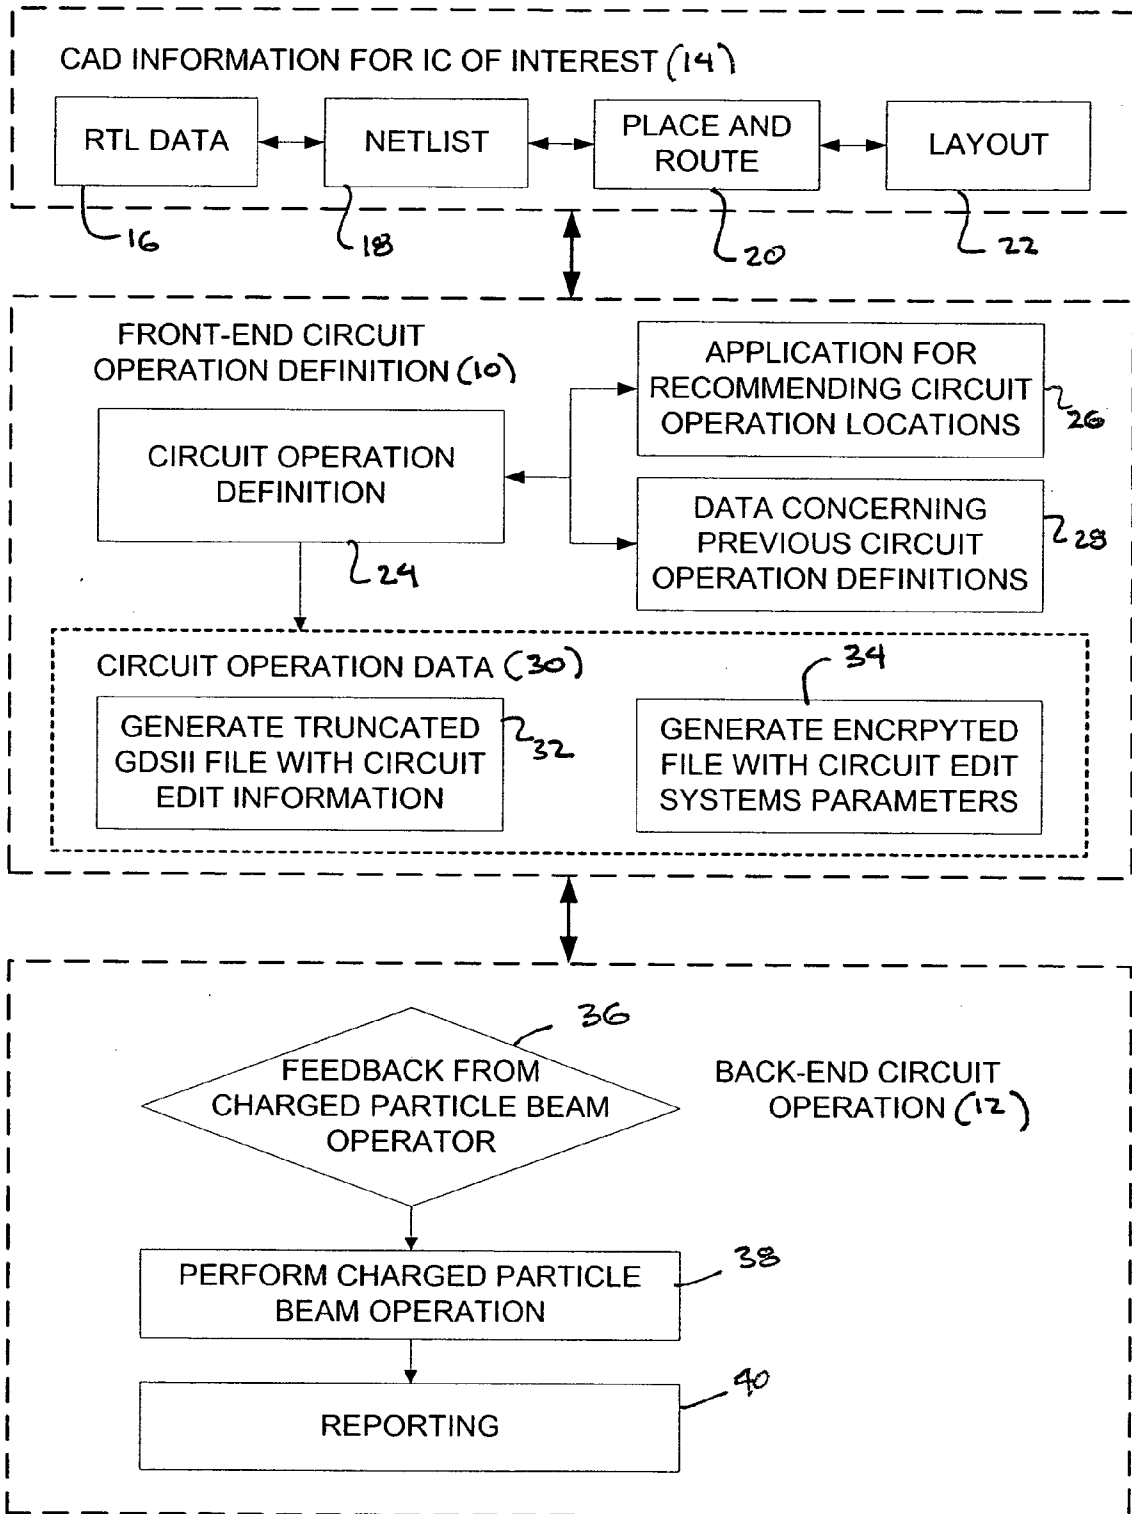 CAD INFORMATION FOR IC OF INTEREST (14)
RTL DATA
NETLIST
PLACE AND
ROUTE
LAYOUT
16
18
20
22
FRONT-END CIRCUIT
OPERATION DEFINITION (10)
APPLICATION FOR
RECOMMENDING CIRCUIT
OPERATION LOCATIONS
26
CIRCUIT OPERATION
DEFINITION
24
DATA CONCERNING
PREVIOUS CIRCUIT
OPERATION DEFINITIONS
28
CIRCUIT OPERATION DATA (30)
34
GENERATE TRUNCATED
GDSII FILE WITH CIRCUIT
EDIT INFORMATION
32
GENERATE ENCRPYTED
FILE WITH CIRCUIT EDIT
SYSTEMS PARAMETERS
36
FEEDBACK FROM
CHARGED PARTICLE BEAM
OPERATOR
BACK-END CIRCUIT
OPERATION (12)
PERFORM CHARGED PARTICLE
BEAM OPERATION
38
REPORTING
40